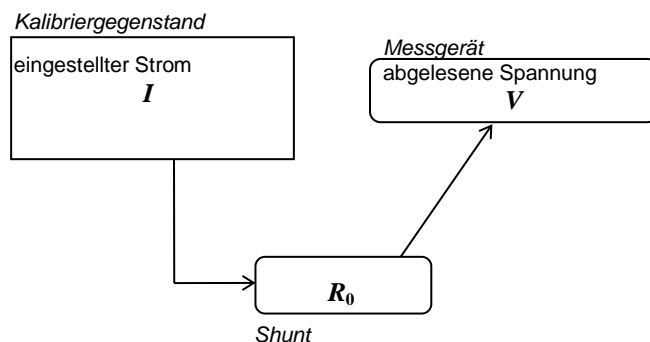 Kalibriergegenstand
eingestellter Strom
I
Messgerät
abgelesene Spannung
V
R₀
Shunt